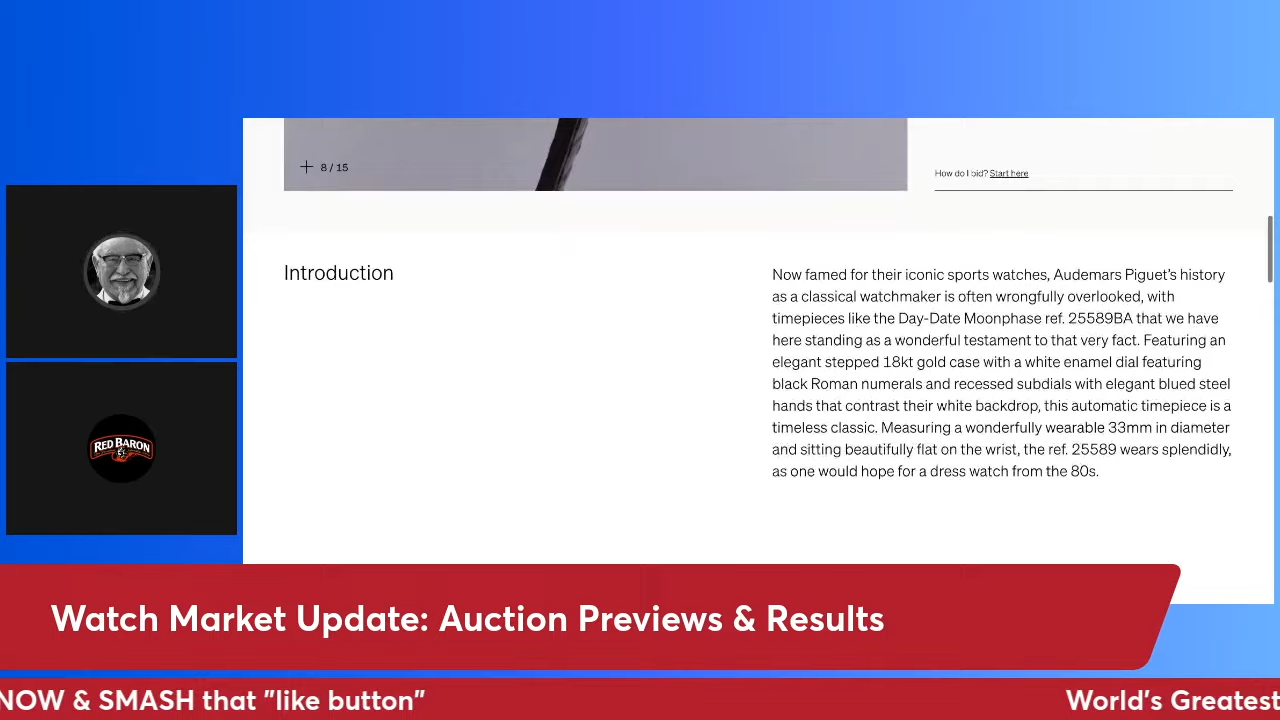 + 8 / 15
How do I bid? Start here
Introduction
Now famed for their iconic sports watches, Audemars Piguet's history
as a classical watchmaker is often wrongfully overlooked, with
timepieces like the Day-Date Moonphase ref. 25589BA that we have
here standing as a wonderful testament to that very fact. Featuring an
elegant stepped 18kt gold case with a white enamel dial featuring
black Roman numerals and recessed subdials with elegant blued steel
hands that contrast their white backdrop, this automatic timepiece is a
timeless classic. Measuring a wonderfully wearable 33mm in diameter
and sitting beautifully flat on the wrist, the ref. 25589 wears splendidly,
as one would hope for a dress watch from the 80s.
RED BARON
Watch Market Update: Auction Previews & Results
NOW & SMASH that "like button" World's Greatest